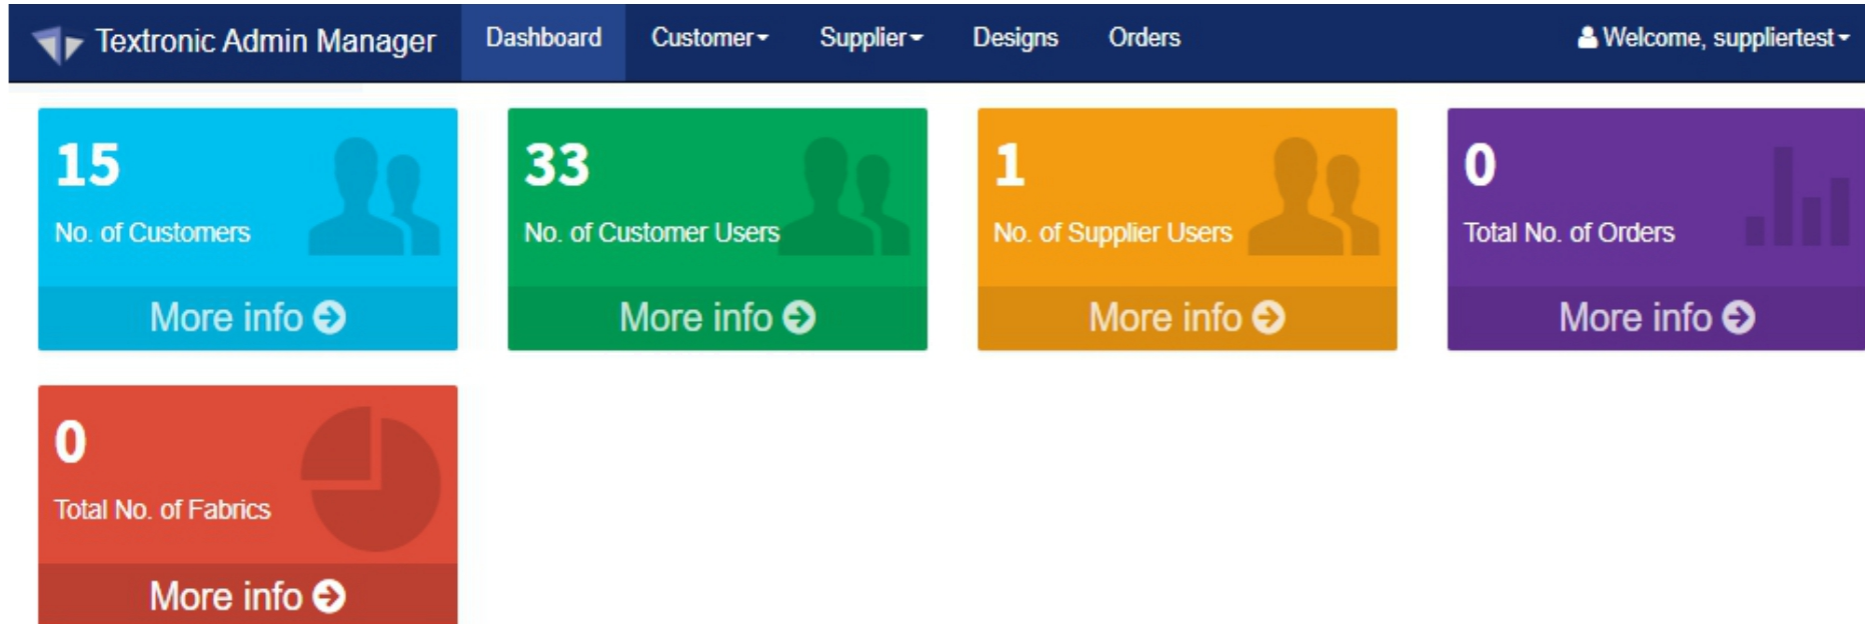 Textronic Admin Manager Dashboard Customer Supplier Designs Orders Welcome, suppliertest
15
No. of Customers
More info
33
No. of Customer Users
More info
1
No. of Supplier Users
More info
0
Total No. of Orders
More info
0
Total No. of Fabrics
More info